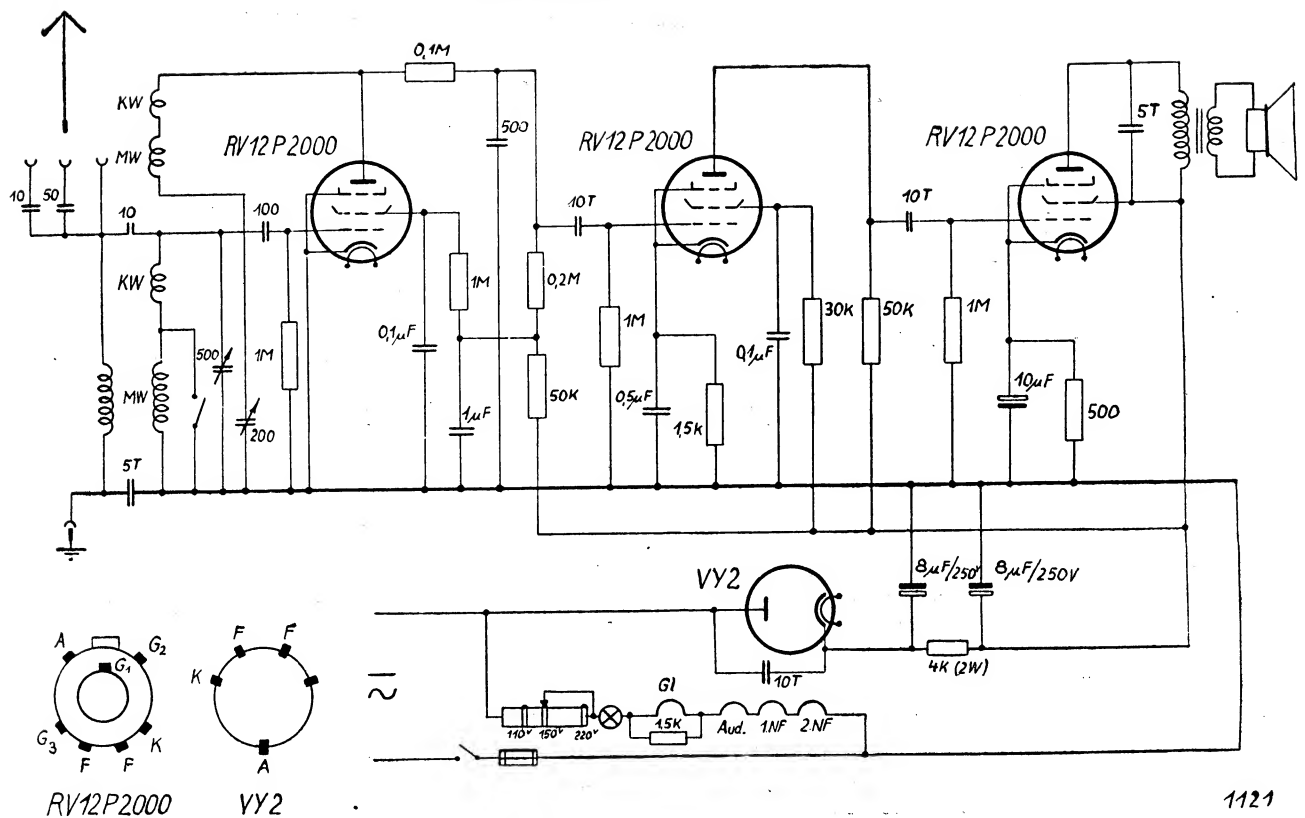 0,1M
KW
500
RV12P2000
RV12P2000
RV12P2000
5T
MW
10
50
10
100
10T
10T
KW
1M
0,2M
1M
30K
50K
1M
0,1µF
0,1µF
500
1M
MW
200
1µF
50K
0,5µF
1,5K
10µF
500
5T
8µF/250V
8µF/250V
VY2
4K (2W)
10T
A
G2
G1
G3
K
F
F
RV12P2000
F
F
K
A
VY2
Gl
1,5K
110V
150V
220V
Aud.
1.NF
2.NF
1121